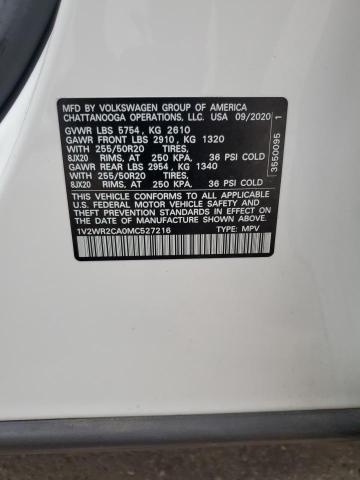 MFD BY VOLKSWAGEN GROUP OF AMERICA
CHATTANOOGA OPERATIONS, LLC. USA 09/2020
GVWR LBS 5754, KG 2610
GAWR FRONT LBS 2910, KG 1320
WITH 255/50R20 TIRES,
8JX20 RIMS, AT 250 KPA, 36 PSI COLD
GAWR REAR LBS 2954, KG 1340
WITH 255/50R20 TIRES,
8JX20 RIMS, AT 250 KPA, 36 PSI COLD
THIS VEHICLE CONFORMS TO ALL APPLICABLE
FEDERAL MOTOR VEHICLE SAFETY AND
THEFT PREVENTION STANDARDS IN EFFECT ON
THE DATE OF MANUFACTURE SHOWN ABOVE.
1V2WR2CA0MC527216 TYPE: MPV
3550095 1